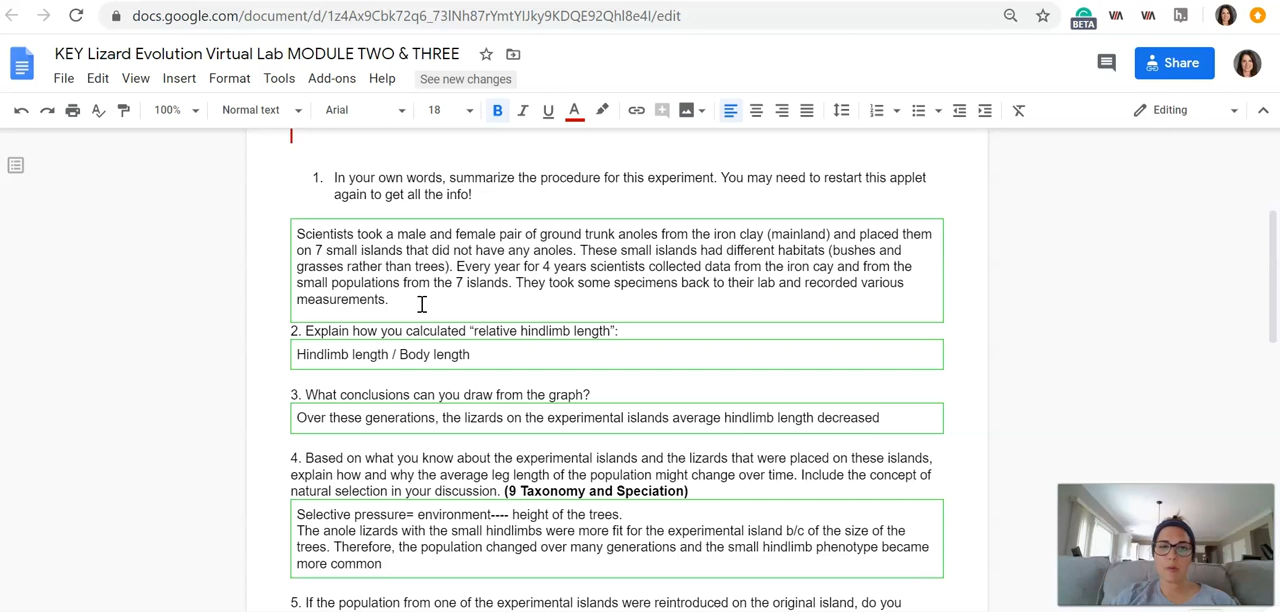 docs.google.com/document/d/1z4Ax9Cbk72q6_73lNh87rYmtYlJky9KDQE92Qhl8e4I/edit
BETA
KEY Lizard Evolution Virtual Lab MODULE TWO & THREE
File Edit View Insert Format Tools Add-ons Help See new changes
Share
100% Normal text Arial 18 B I U A Editing
1. In your own words, summarize the procedure for this experiment. You may need to restart this applet
again to get all the info!
Scientists took a male and female pair of ground trunk anoles from the iron clay (mainland) and placed them
on 7 small islands that did not have any anoles. These small islands had different habitats (bushes and
grasses rather than trees). Every year for 4 years scientists collected data from the iron cay and from the
small populations from the 7 islands. They took some specimens back to their lab and recorded various
measurements.
2. Explain how you calculated “relative hindlimb length”:
Hindlimb length / Body length
3. What conclusions can you draw from the graph?
Over these generations, the lizards on the experimental islands average hindlimb length decreased
4. Based on what you know about the experimental islands and the lizards that were placed on these islands,
explain how and why the average leg length of the population might change over time. Include the concept of
natural selection in your discussion. (9 Taxonomy and Speciation)
Selective pressure= environment---- height of the trees.
The anole lizards with the small hindlimbs were more fit for the experimental island b/c of the size of the
trees. Therefore, the population changed over many generations and the small hindlimb phenotype became
more common
5. If the population from one of the experimental islands were reintroduced on the original island, do you